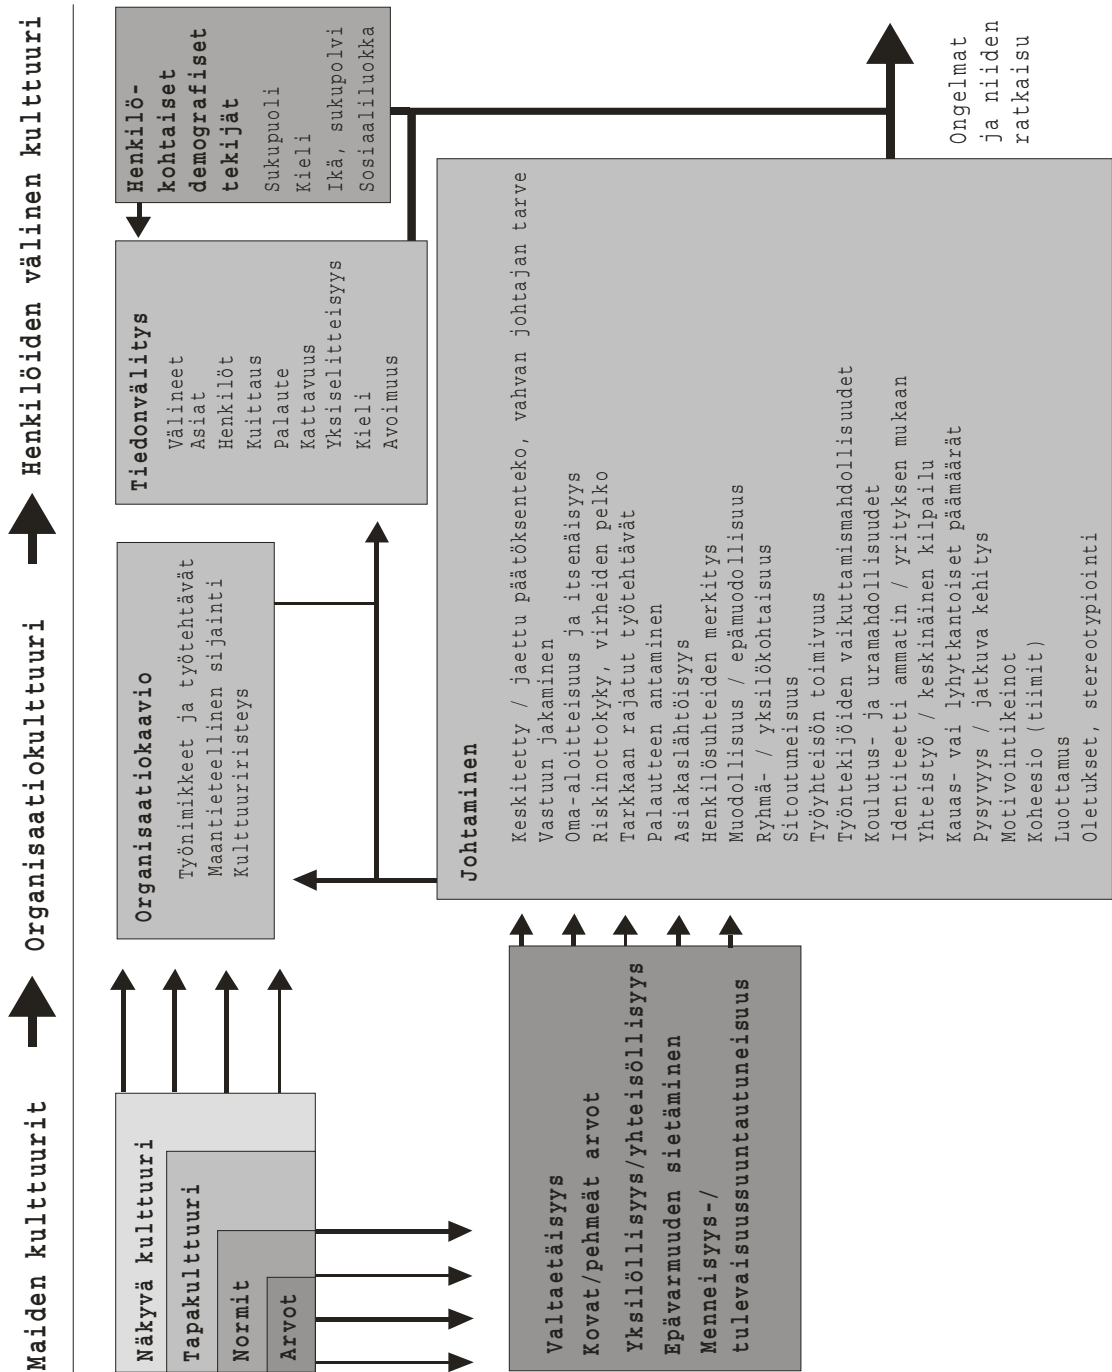 Maiden kulttuurit
Organisaatiokulttuuri
Henkilöiden välinen kulttuuri
Näkyvä kulttuuri
Tapakulttuuri
Normit
Arvot
Organisaatiokaavio
Työnimikkeet ja työtehtävät
Maantieteellinen sijainti
Kulttuuriristeys
Tiedonvälitys
Välineet
Asiat
Henkilöt
Kuittaus
Palaute
Kattavuus
Yksiselitteisyys
Kieli
Avoimuus
Henkilö-
kohtaiset
demografiset
tekijät
Sukupuoli
Kieli
Ikä, sukupolvi
Sosiaaliluokka
Valtaetäisyys
Kovat/pehmeät arvot
Yksilöllisyys/yhteisöllisyys
Epävarmuuden sietäminen
Menneisyys-/
tulevaisuussuuntautuneisuus
Johtaminen
Keskitetty / jaettu päätöksenteko, vahvan johtajan tarve
Vastuun jakaminen
Oma-aloitteisuus ja itsenäisyys
Riskinottokyky, virheiden pelko
Tarkkaan rajatut työtehtävät
Palautteen antaminen
Asiakaslähtöisyys
Henkilösuhteiden merkitys
Muodollisuus / epämuodollisuus
Ryhmä- / yksilökohtaisuus
Sitoutuneisuus
Työyhteisön toimivuus
Työntekijöiden vaikuttamismahdollisuudet
Koulutus- ja uramahdollisuudet
Identiteetti ammatin / yrityksen mukaan
Yhteistyö / keskinäinen kilpailu
Kauas- vai lyhytkantoiset päämäärät
Pysyvyys / jatkuva kehitys
Motivointikeinot
Koheesio (tiimit)
Luottamus
Oletukset, stereotypiointi
Ongelmat
ja niiden
ratkaisu